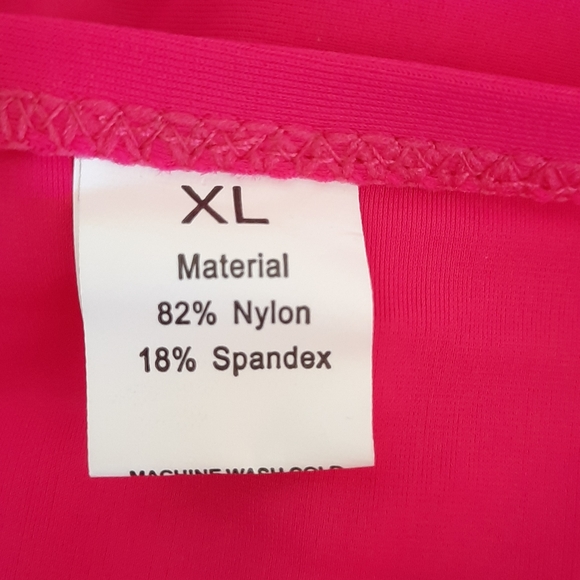 XL
Material
82% Nylon
18% Spandex
MACHINE WASH COLD